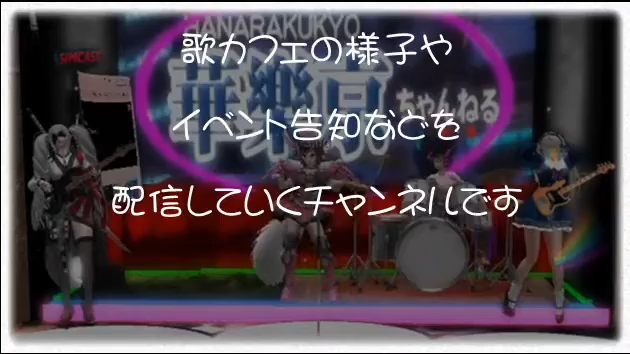 HANARAKUKYO
SIMCAST
歌カフェの様子や
華樂京ちゃんねる
イベント告知などを
配信していくチャンネルです